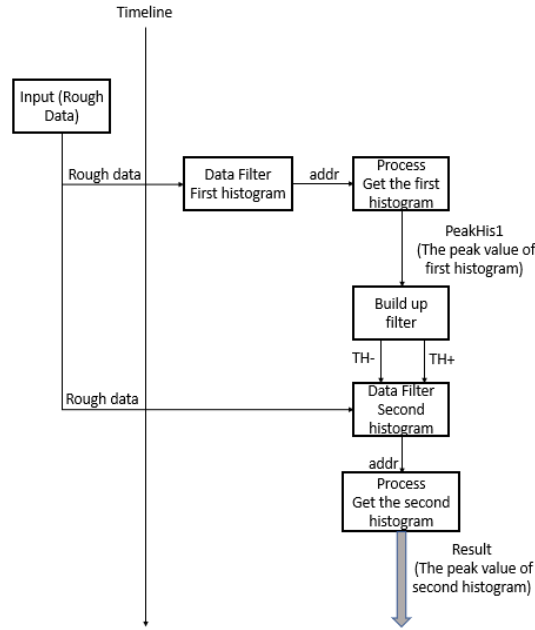 Timeline
Input (Rough
Data)
Rough data
Data Filter
First histogram
addr
Process
Get the first
histogram
PeakHis1
(The peak value of
first histogram)
Build up
filter
TH-
TH+
Rough data
Data Filter
Second
histogram
addr
Process
Get the second
histogram
Result
(The peak value of
second histogram)